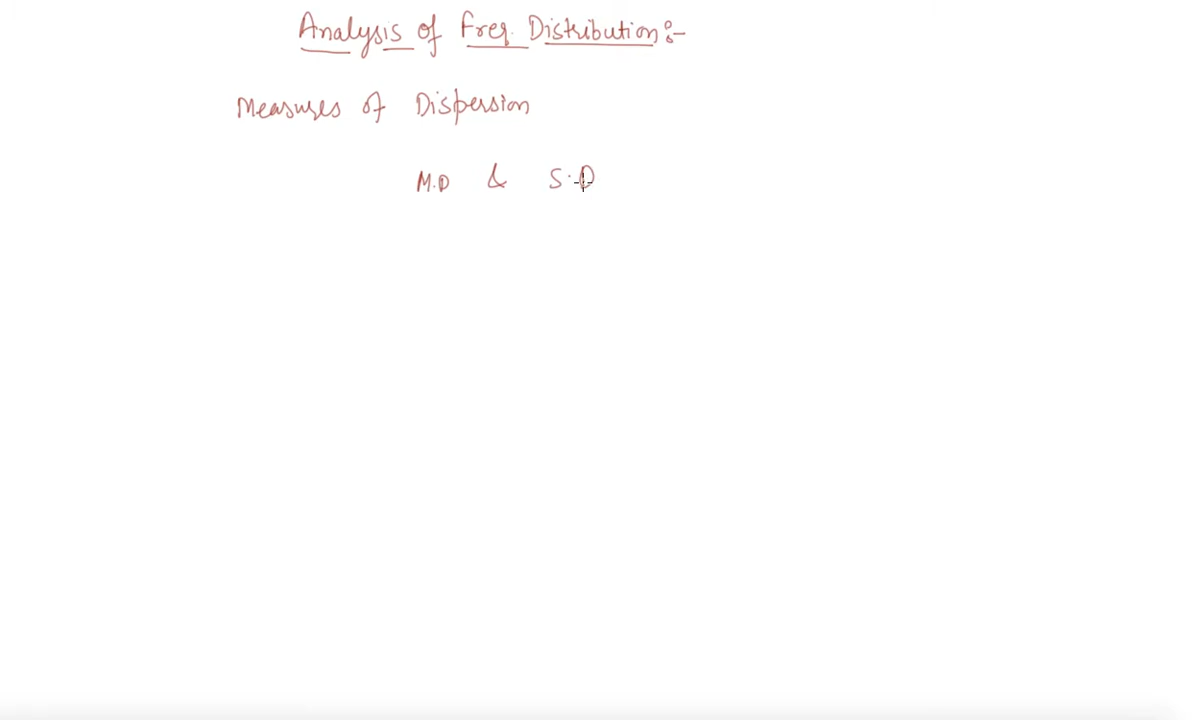 Analysis of Freq. Distribution:-
Measures of Dispersion
M.D & S.D